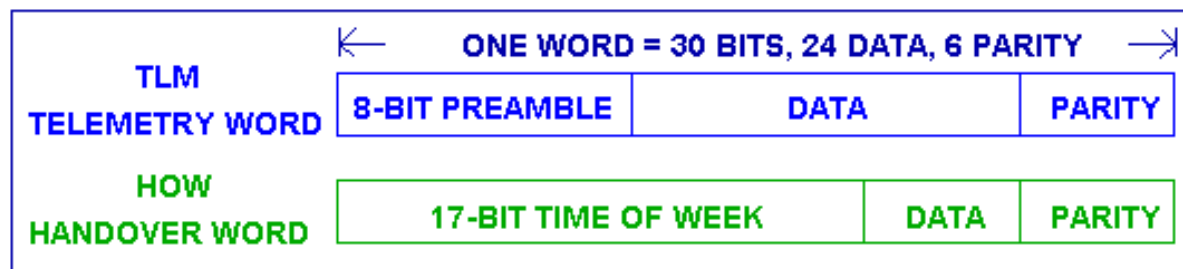 ONE WORD = 30 BITS, 24 DATA, 6 PARITY
TLM
TELEMETRY WORD
8-BIT PREAMBLE DATA PARITY
HOW
HANDOVER WORD
17-BIT TIME OF WEEK DATA PARITY